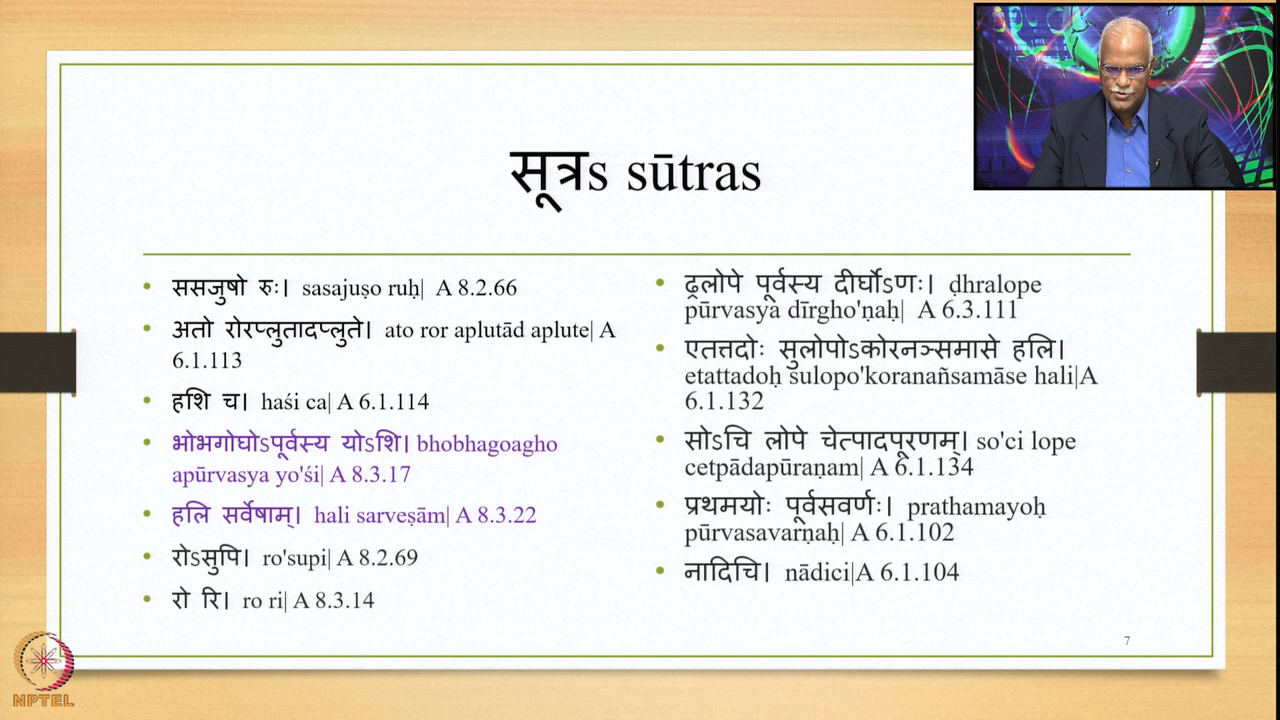 सूत्रs sūtras
ससजुषो रुः। sasajuṣo ruḥ| A 8.2.66
अतो रोरप्लुतादप्लुते। ato ror aplutād aplute| A
6.1.113
हशि च। haśi ca| A 6.1.114
भोभगोघोऽपूर्वस्य योऽशि। bhobhagoagho
apūrvasya yo'śi| A 8.3.17
हलि सर्वेषाम्। hali sarveṣām| A 8.3.22
रोऽसुपि। ro'supi| A 8.2.69
रो रि। ro ri| A 8.3.14
ढ्रलोपे पूर्वस्य दीर्घोऽणः। ḍhralope
pūrvasya dīrgho'ṇaḥ| A 6.3.111
एतत्तदोः सुलोपोऽकोरनञ्समासे हलि।
etattadoḥ sulopo'koranañsamāse hali|A
6.1.132
सोऽचि लोपे चेत्पादपूरणम्। so'ci lope
cetpādapūraṇam| A 6.1.134
प्रथमयोः पूर्वसवर्णः। prathamayoḥ
pūrvasavarṇaḥ| A 6.1.102
नादिचि। nādici|A 6.1.104
7
NPTEL